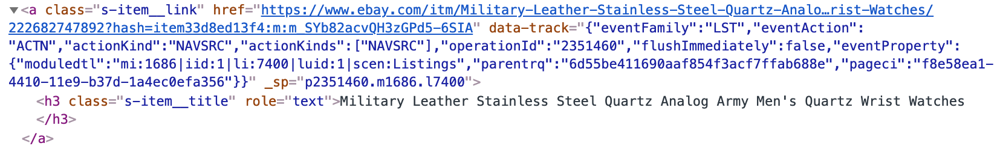 ▼<a class="s-item__link" href="https://www.ebay.com/itm/Military-Leather-Stainless-Steel-Quartz-Analo…rist-Watches/
222682747892?hash=item33d8ed13f4:m:m_SYb82acvQH3zGPd5-6SIA" data-track="{"eventFamily":"LST","eventAction":
"ACTN","actionKind":"NAVSRC","actionKinds":["NAVSRC"],"operationId":"2351460","flushImmediately":false,"eventProperty":
{"moduledtl":"mi:1686|iid:1|li:7400|luid:1|scen:Listings","parentrq":"6d55be411690aaf854f3acf7ffab688e","pageci":"f8e58ea1-
4410-11e9-b37d-1a4ec0efa356"}}" _sp="p2351460.m1686.l7400">
<h3 class="s-item__title" role="text">Military Leather Stainless Steel Quartz Analog Army Men's Quartz Wrist Watches
</h3>
</a>